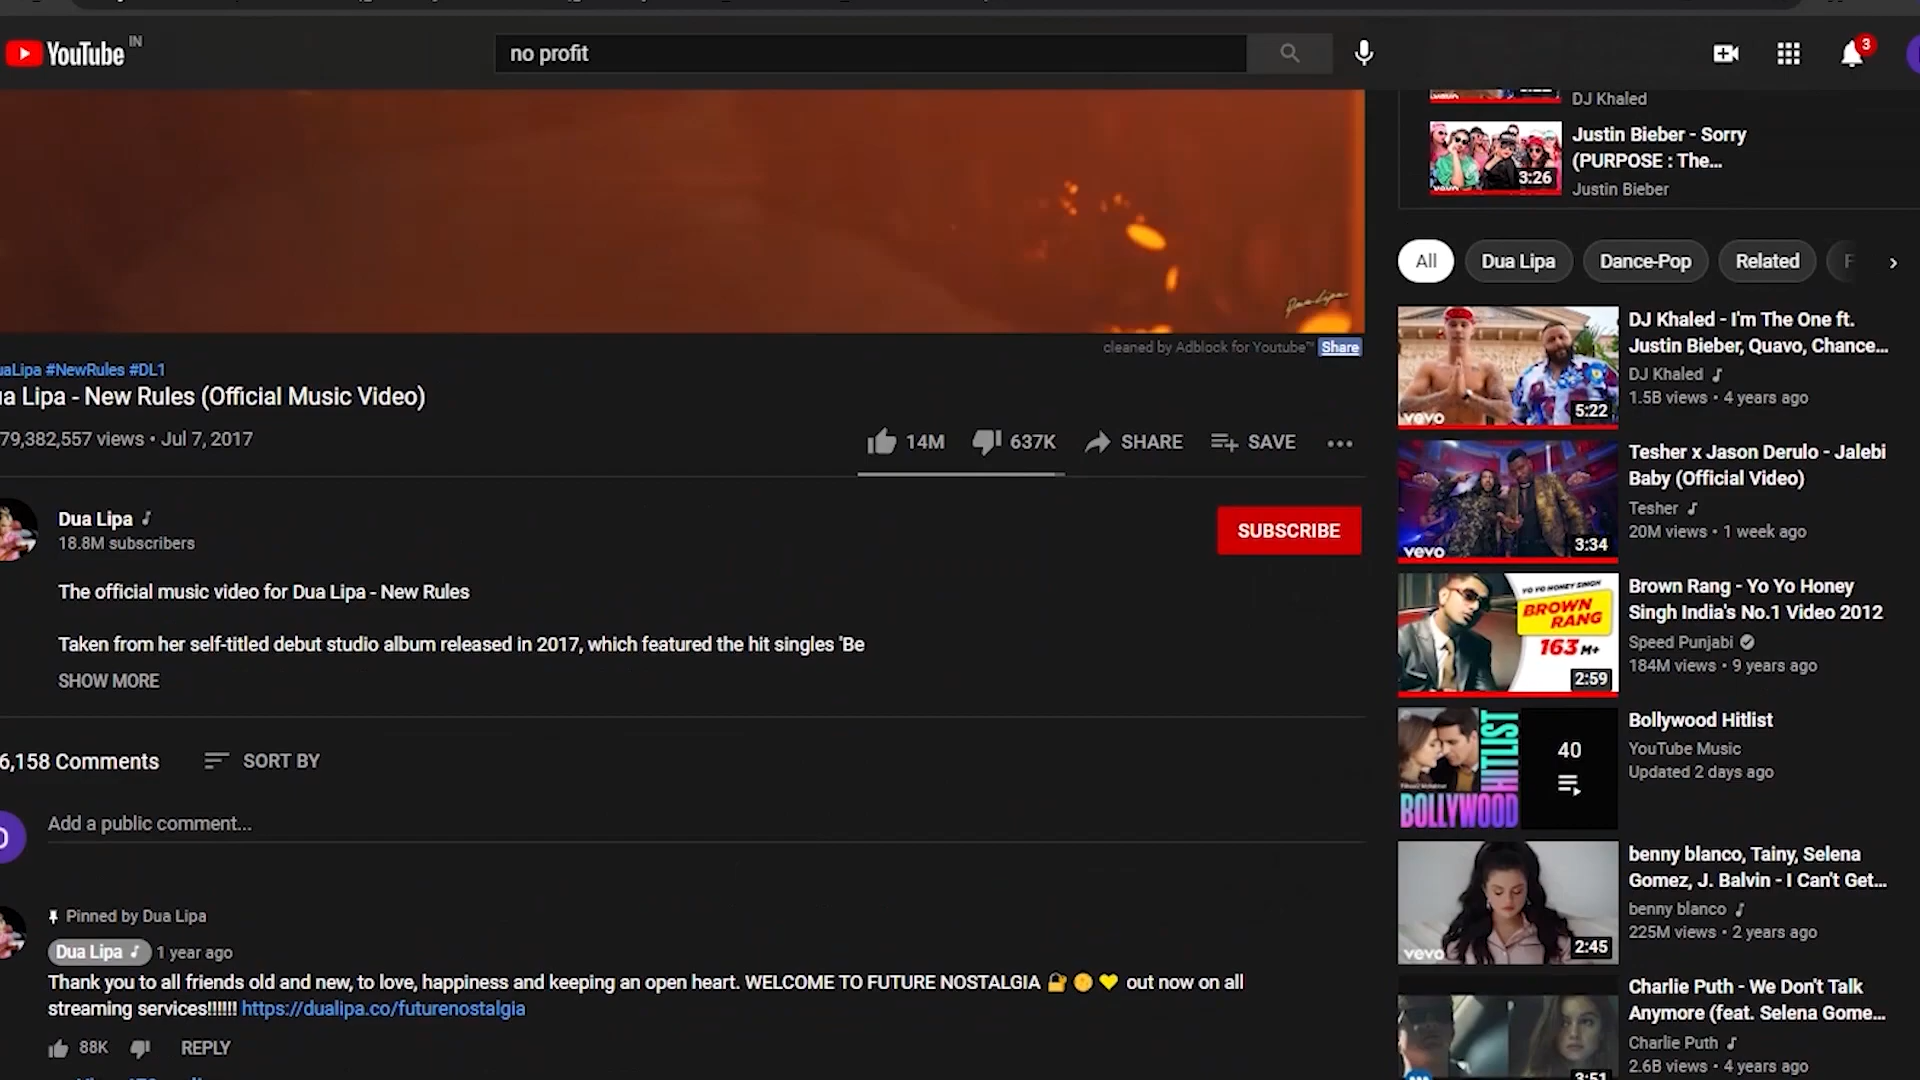 YouTube IN
no profit
3
DJ Khaled
Justin Bieber - Sorry
(PURPOSE : The...
Justin Bieber
3:26
vevo
All
Dua Lipa
Dance-Pop
Related
F
Dua Lipa
cleaned by Adblock for Youtube™ Share
uaLipa #NewRules #DL1
a Lipa - New Rules (Official Music Video)
79,382,557 views • Jul 7, 2017
14M
637K
SHARE
SAVE
Dua Lipa
18.8M subscribers
SUBSCRIBE
The official music video for Dua Lipa - New Rules
Taken from her self-titled debut studio album released in 2017, which featured the hit singles 'Be
SHOW MORE
6,158 Comments
SORT BY
Add a public comment...
Pinned by Dua Lipa
Dua Lipa
1 year ago
Thank you to all friends old and new, to love, happiness and keeping an open heart. WELCOME TO FUTURE NOSTALGIA out now on all
streaming services!!!!!! https://dualipa.co/futurenostalgia
88K
REPLY
DJ Khaled - I'm The One ft.
Justin Bieber, Quavo, Chance...
DJ Khaled
1.5B views • 4 years ago
vevo
5:22
Tesher x Jason Derulo - Jalebi
Baby (Official Video)
Tesher
20M views • 1 week ago
vevo
3:34
Brown Rang - Yo Yo Honey
Singh India's No.1 Video 2012
Speed Punjabi
184M views • 9 years ago
YO YO HONEY SINGH
BROWN
RANG
163 M+
2:59
Bollywood Hitlist
YouTube Music
Updated 2 days ago
40
HITLIST
BOLLYWOOD
benny blanco, Tainy, Selena
Gomez, J. Balvin - I Can't Get...
benny blanco
225M views • 2 years ago
vevo
2:45
Charlie Puth - We Don't Talk
Anymore (feat. Selena Gome...
Charlie Puth
2.6B views • 4 years ago
3:51